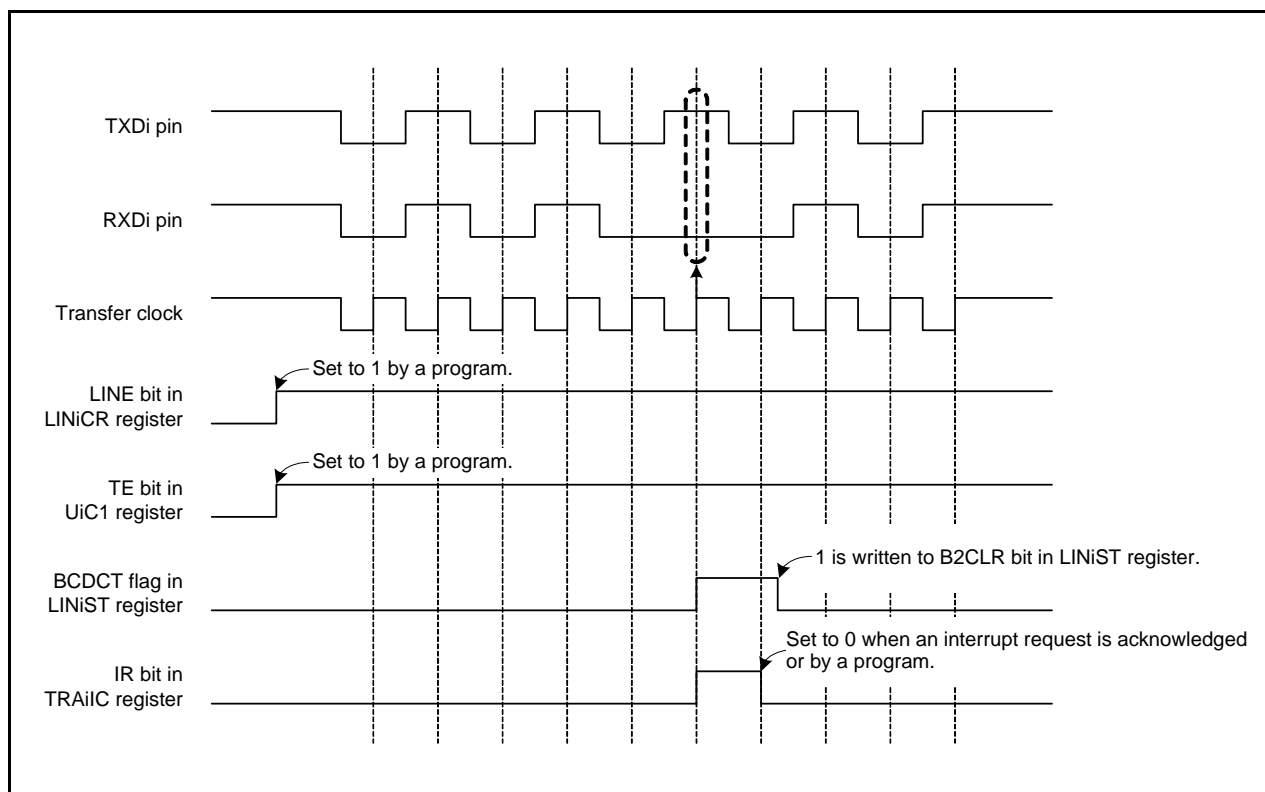 TXDi pin
RXDi pin
Transfer clock
Set to 1 by a program.
LINE bit in
LINiCR register
Set to 1 by a program.
TE bit in
UiC1 register
1 is written to B2CLR bit in LINiST register.
BCDCT flag in
LINiST register
Set to 0 when an interrupt request is acknowledged
or by a program.
IR bit in
TRAiIC register